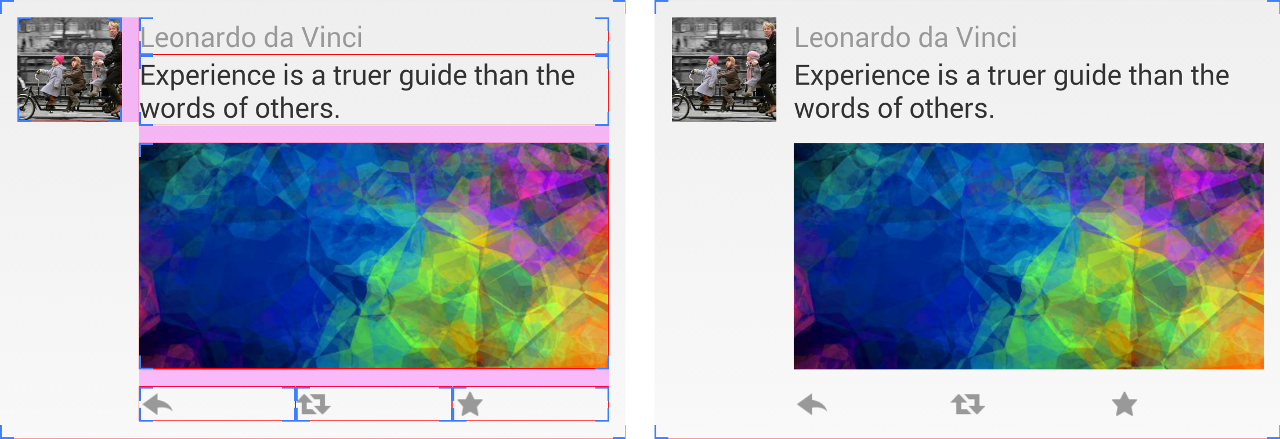 Leonardo da Vinci
Experience is a truer guide than the
words of others.
Leonardo da Vinci
Experience is a truer guide than the
words of others.